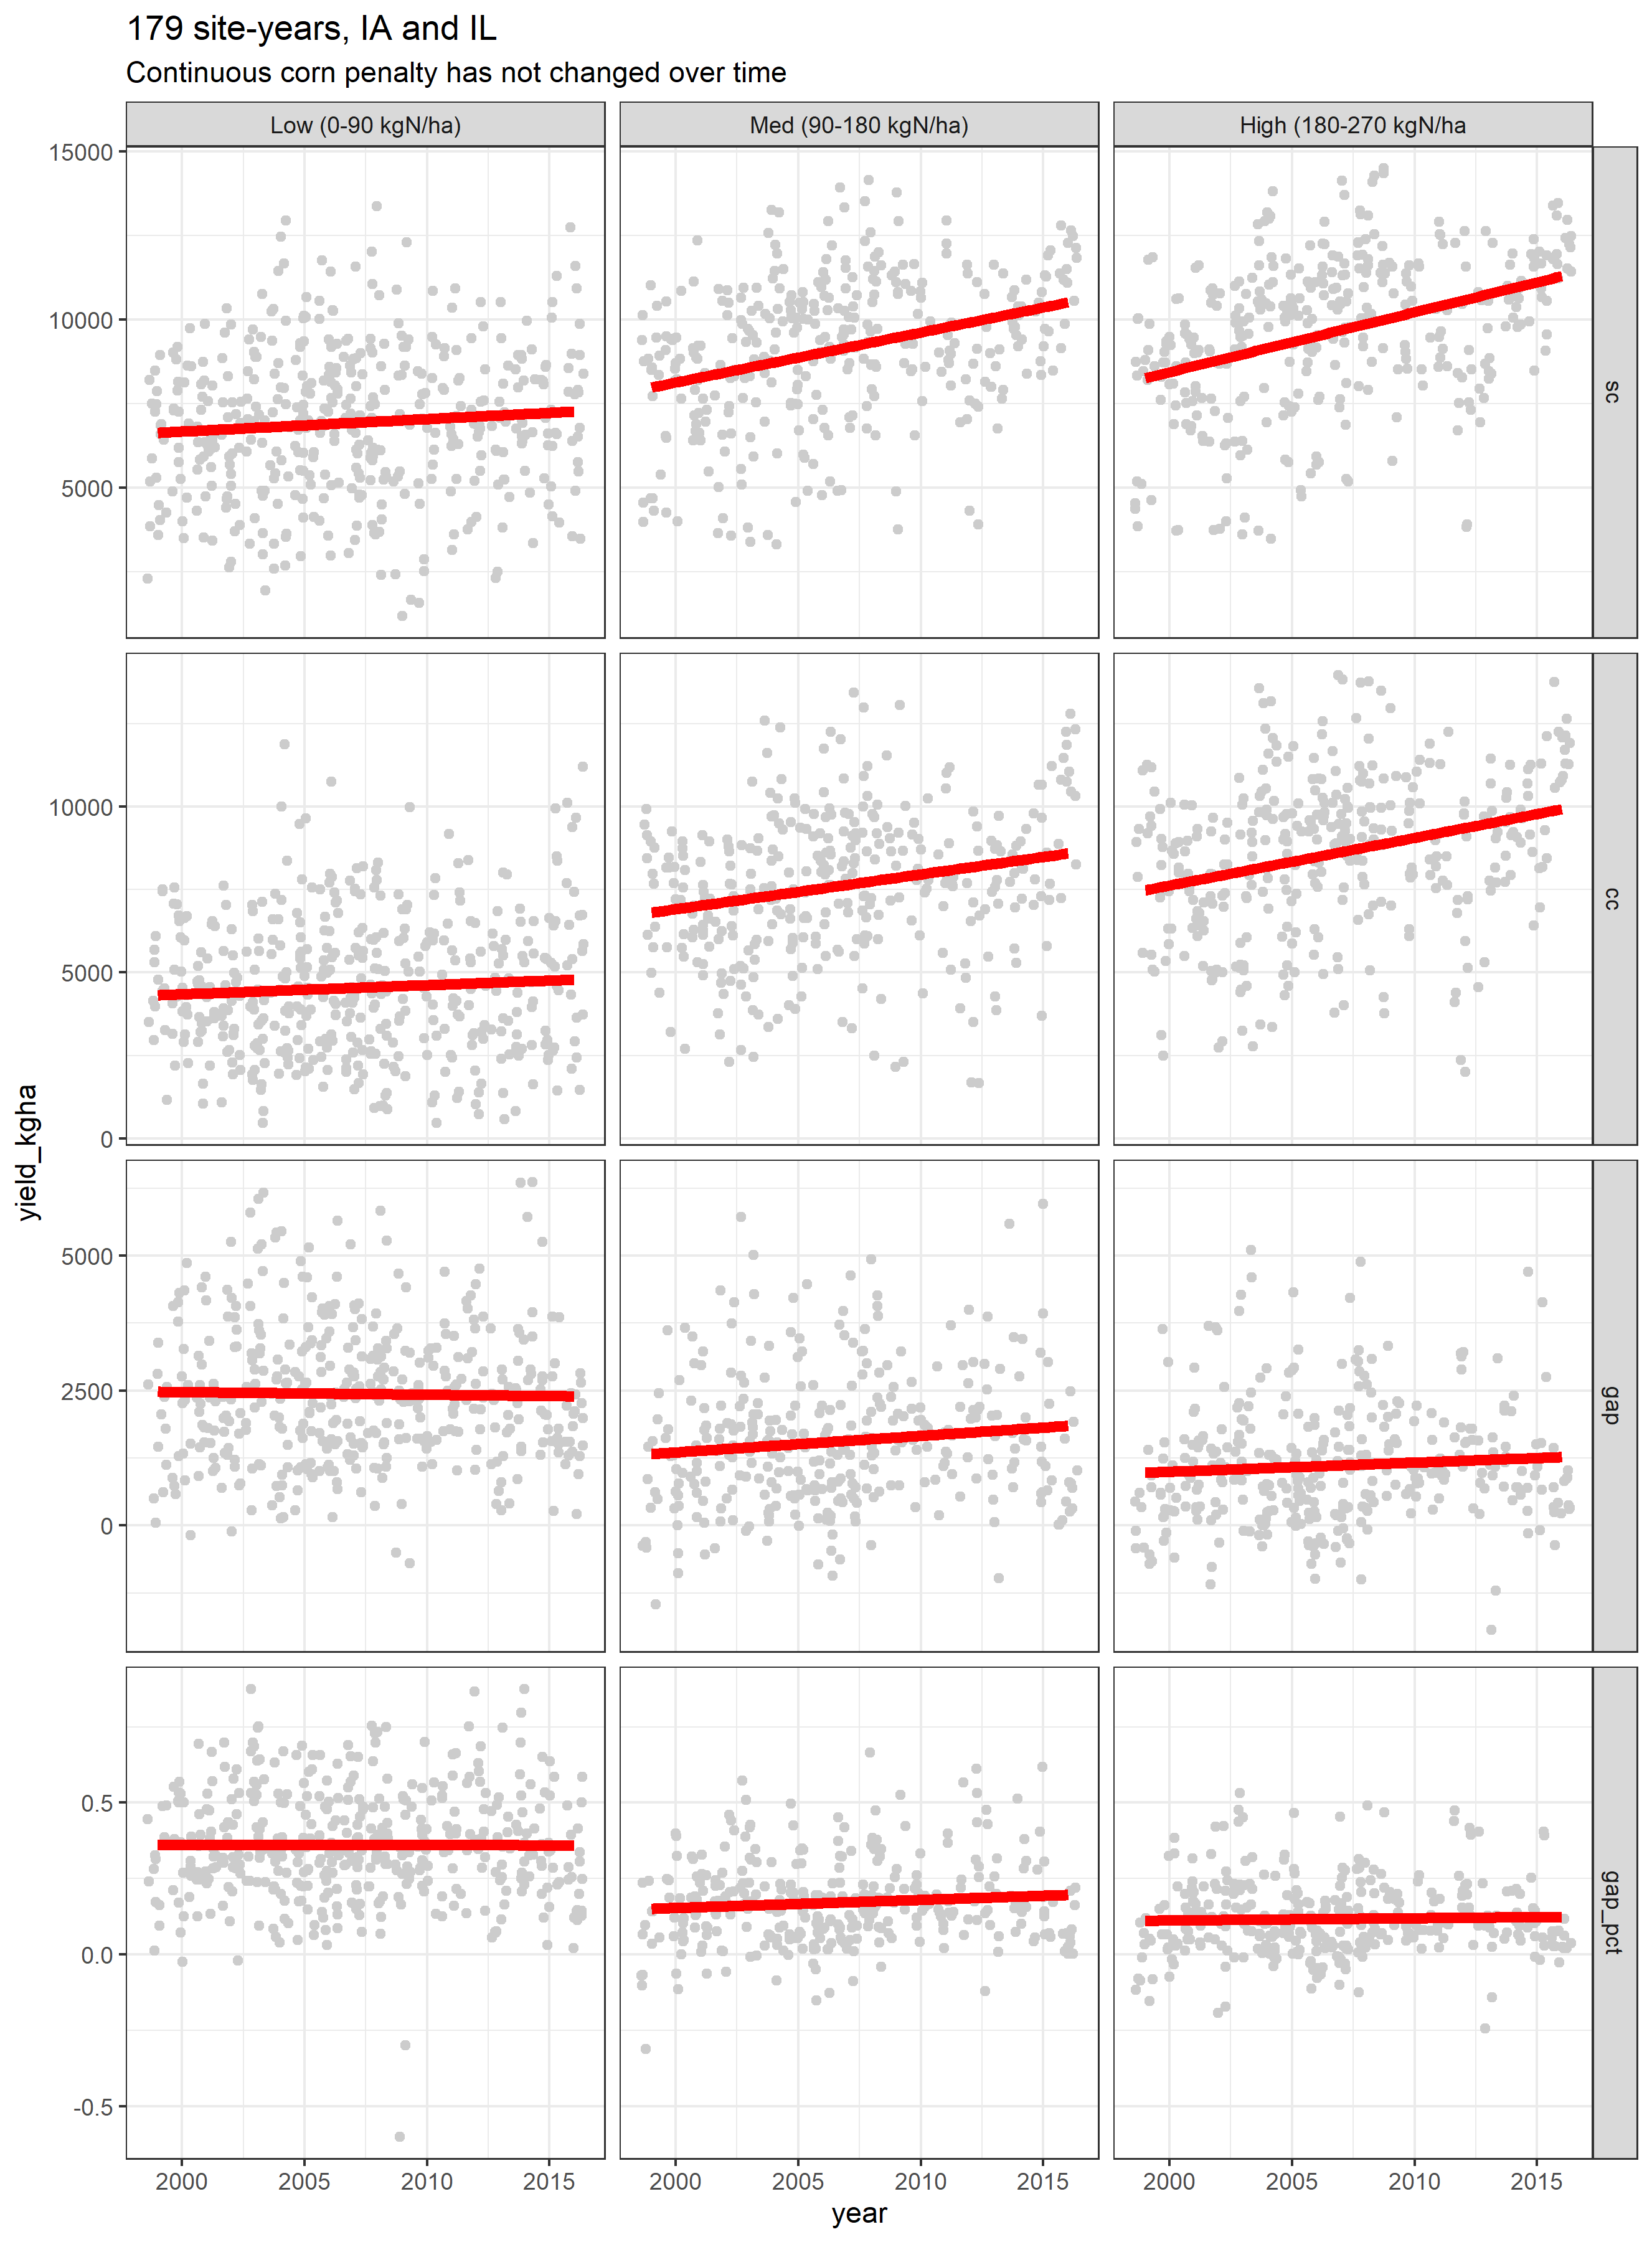 179 site-years, IA and IL
Continuous corn penalty has not changed over time
Low (0-90 kgN/ha)
Med (90-180 kgN/ha)
High (180-270 kgN/ha
15000
10000
5000
sc
10000
5000
0
cc
yield_kgha
5000
2500
0
gap
0.5
0.0
-0.5
gap_pct
2000 2005 2010 2015
2000 2005 2010 2015
2000 2005 2010 2015
year